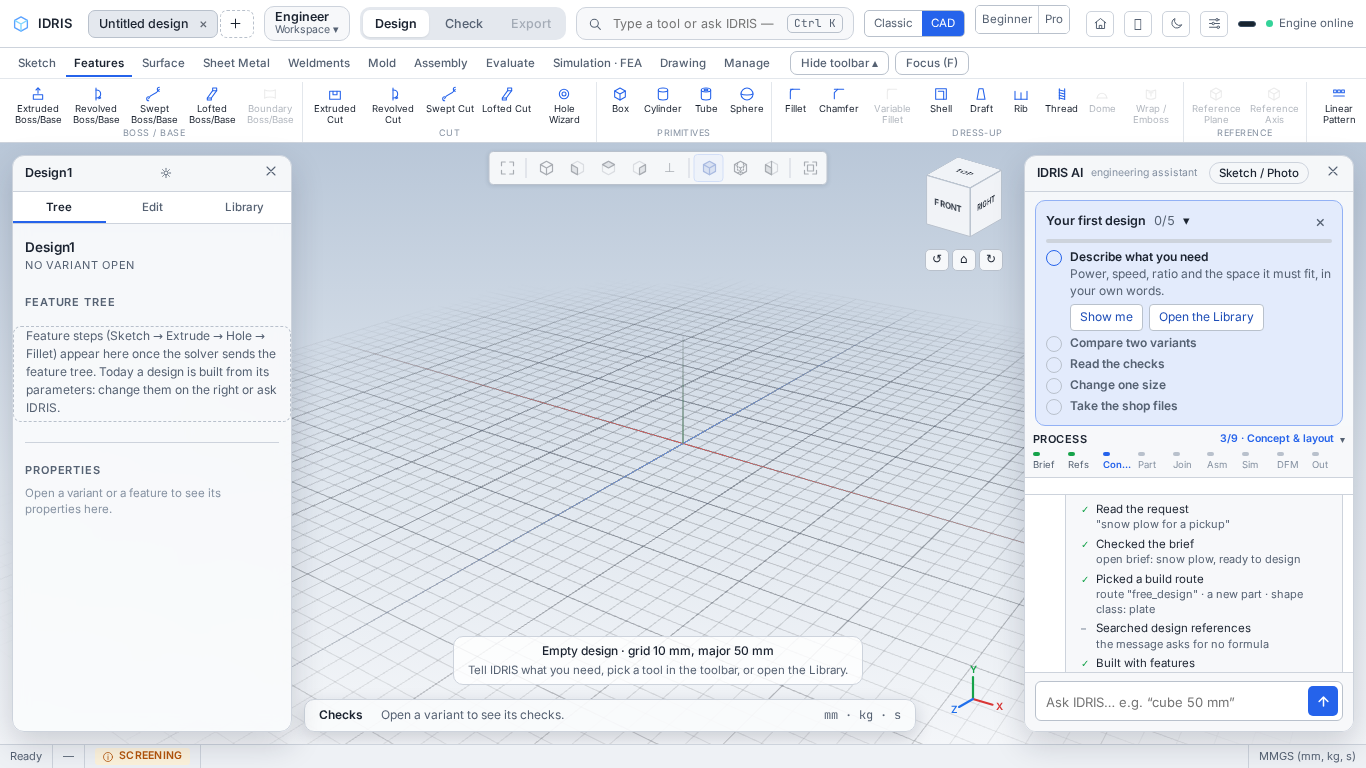 IDRIS
Untitled design ×
+
Engineer
Workspace ▾
Design
Check
Export
Type a tool or ask IDRIS —
Ctrl K
Classic
CAD
Beginner
Pro
Engine online
Sketch
Features
Surface
Sheet Metal
Weldments
Mold
Assembly
Evaluate
Simulation · FEA
Drawing
Manage
Hide toolbar ▴
Focus (F)
Extruded
Boss/Base
Revolved
Boss/Base
Swept
Boss/Base
Lofted
Boss/Base
Boundary
Boss/Base
BOSS / BASE
Extruded
Cut
Revolved
Cut
Swept Cut
Lofted Cut
Hole
Wizard
CUT
Box
Cylinder
Tube
Sphere
PRIMITIVES
Fillet
Chamfer
Variable
Fillet
Shell
Draft
Rib
Thread
Dome
Wrap /
Emboss
DRESS-UP
Reference
Plane
Reference
Axis
REFERENCE
Linear
Pattern
Design1
Tree
Edit
Library
Design1
NO VARIANT OPEN
FEATURE TREE
Feature steps (Sketch → Extrude → Hole →
Fillet) appear here once the solver sends the
feature tree. Today a design is built from its
parameters: change them on the right or ask
IDRIS.
PROPERTIES
Open a variant or a feature to see its
properties here.
TOP
FRONT
RIGHT
Empty design · grid 10 mm, major 50 mm
Tell IDRIS what you need, pick a tool in the toolbar, or open the Library.
Checks
Open a variant to see its checks.
mm · kg · s
Y
X
Z
IDRIS AI
engineering assistant
Sketch / Photo
Your first design 0/5 ▾
Describe what you need
Power, speed, ratio and the space it must fit, in
your own words.
Show me
Open the Library
Compare two variants
Read the checks
Change one size
Take the shop files
PROCESS
3/9 · Concept & layout ▾
Brief
Refs
Con...
Part
Join
Asm
Sim
DFM
Out
✓ Read the request
"snow plow for a pickup"
✓ Checked the brief
open brief: snow plow, ready to design
✓ Picked a build route
route "free_design" · a new part · shape
class: plate
– Searched design references
the message asks for no formula
✓ Built with features
Ask IDRIS... e.g. “cube 50 mm”
Ready
—
SCREENING
MMGS (mm, kg, s)